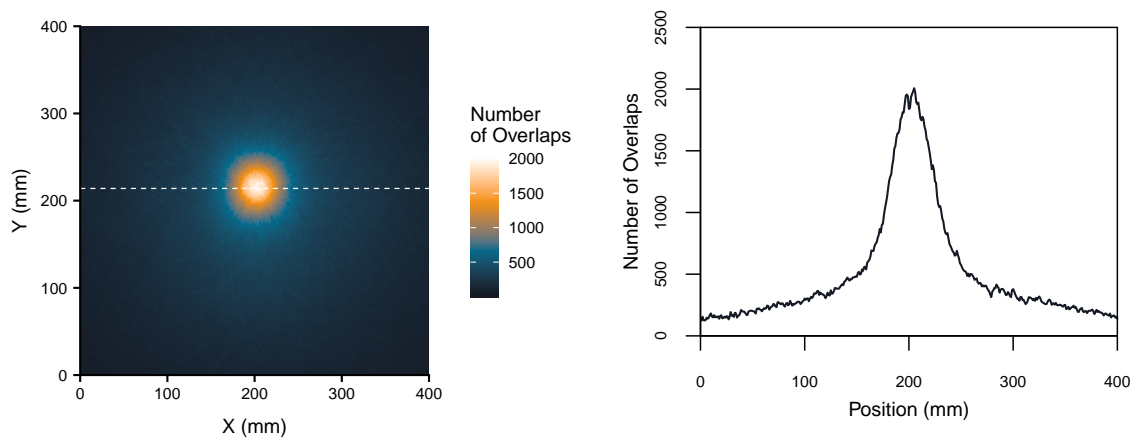 400
300
200
100
0
0 100 200 300 400
X (mm)
Y (mm)
Number
of Overlaps
2000
1500
1000
500
2500
2000
1500
1000
500
0
Number of Overlaps
0 100 200 300 400
Position (mm)